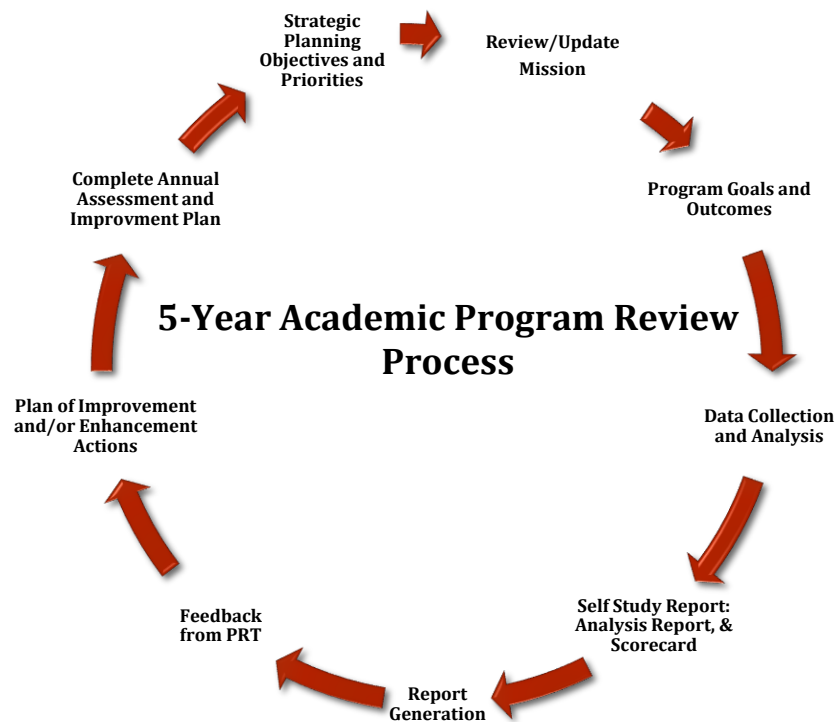 Strategic
Planning
Objectives and
Priorities
Review/Update
Mission
Program Goals and
Outcomes
Data Collection
and Analysis
Self Study Report:
Analysis Report, &
Scorecard
Report
Generation
Feedback
from PRT
Plan of Improvement
and/or Enhancement
Actions
Complete Annual
Assessment and
Improvment Plan
5-Year Academic Program Review
Process